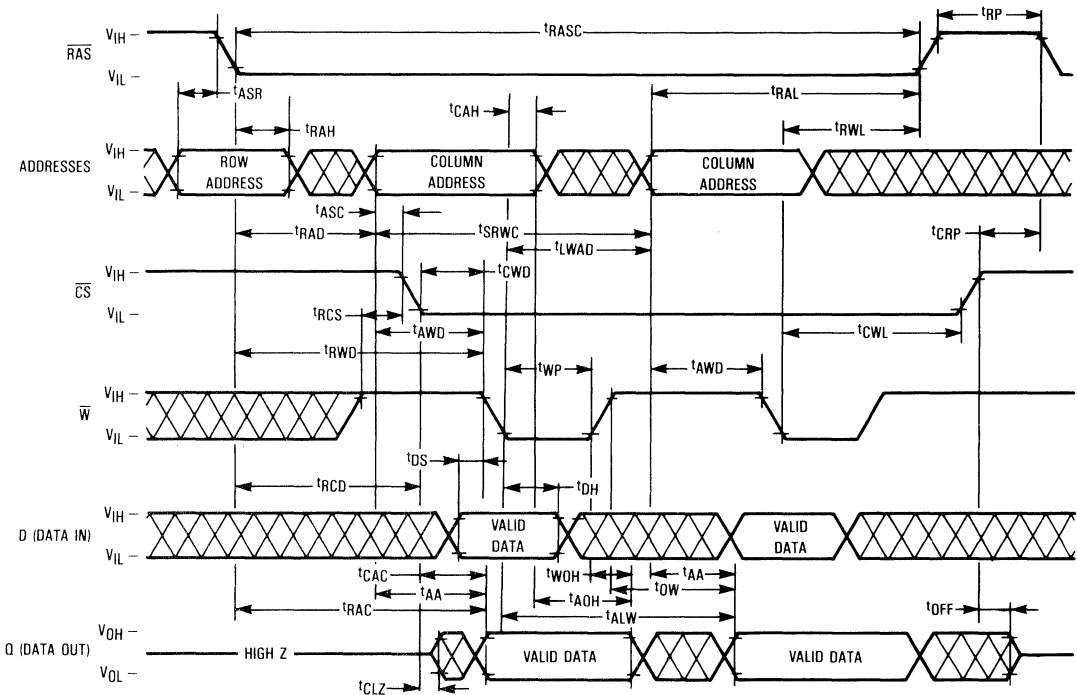 tRP
VIH
tRASC
RAS
VIL
tASR
tCAH
tRAL
tRAH
tRWL
VIH
ADDRESSES
ROW ADDRESS
COLUMN ADDRESS
COLUMN ADDRESS
VIL
tASC
tRAD
tSRWC
tCRP
tLWAD
VIH
tCWD
CS
VIL
tRCS
tAWD
tCWL
tRWD
tWP
tAWD
VIH
W
VIL
tDS
tRCD
tDH
VIH
D (DATA IN)
VALID DATA
VALID DATA
VIL
tCAC
tWOH
tAA
tAA
tOW
tRAC
tAOH
tALW
tOFF
VOH
Q (DATA OUT)
HIGH Z
VALID DATA
VALID DATA
VOL
tCLZ